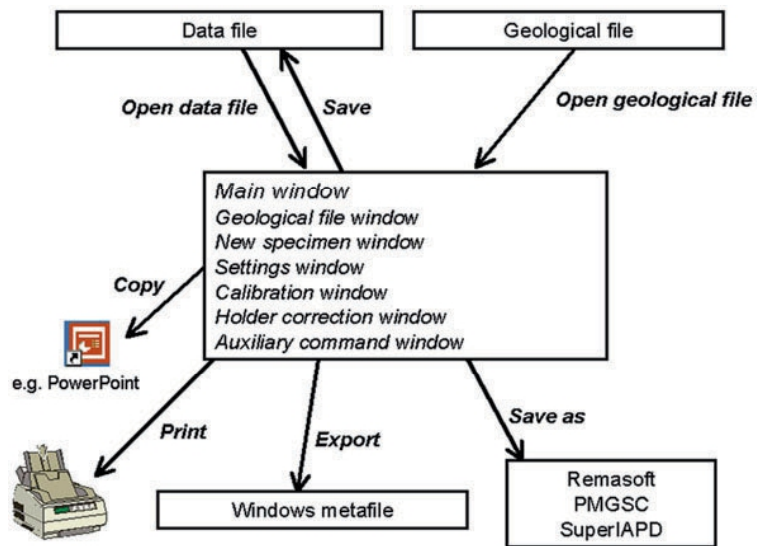 Data file
Geological file
Open data file
Save
Open geological file
Main window
Geological file window
New specimen window
Settings window
Calibration window
Holder correction window
Auxiliary command window
Copy
e.g. PowerPoint
Print
Export
Save as
Windows metafile
Remasoft
PMGSC
SuperIAPD